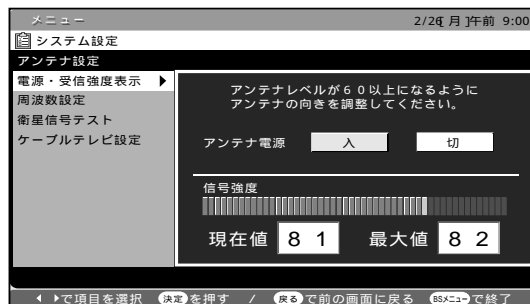 メニュー
2/26[月]午前 9:00
システム設定
アンテナ設定
電源・受信強度表示
周波数設定
衛星信号テスト
ケーブルテレビ設定
アンテナレベルが60以上になるように
アンテナの向きを調整してください。
アンテナ電源 入 切
信号強度
現在値 81 最大値 82
で項目を選択 決定を押す / 戻るで前の画面に戻る BSメニューで終了